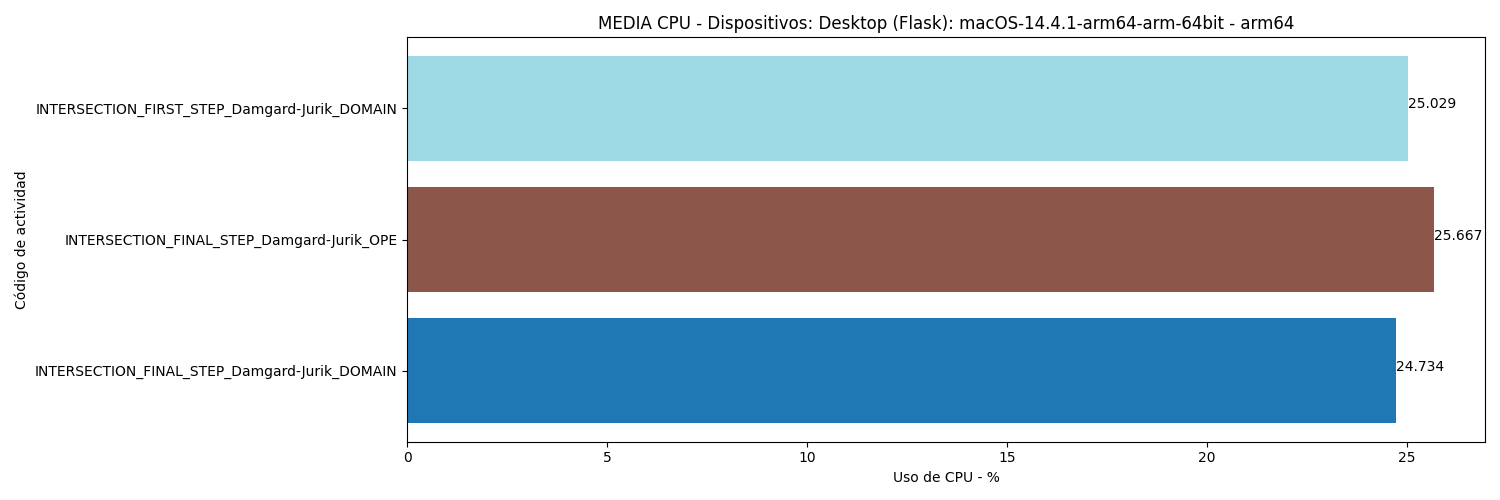 MEDIA CPU - Dispositivos: Desktop (Flask): macOS-14.4.1-arm64-arm-64bit - arm64
Código de actividad
INTERSECTION_FIRST_STEP_Damgard-Jurik_DOMAIN
25.029
INTERSECTION_FINAL_STEP_Damgard-Jurik_OPE
25.667
INTERSECTION_FINAL_STEP_Damgard-Jurik_DOMAIN
24.734
0 5 10 15 20 25
Uso de CPU - %